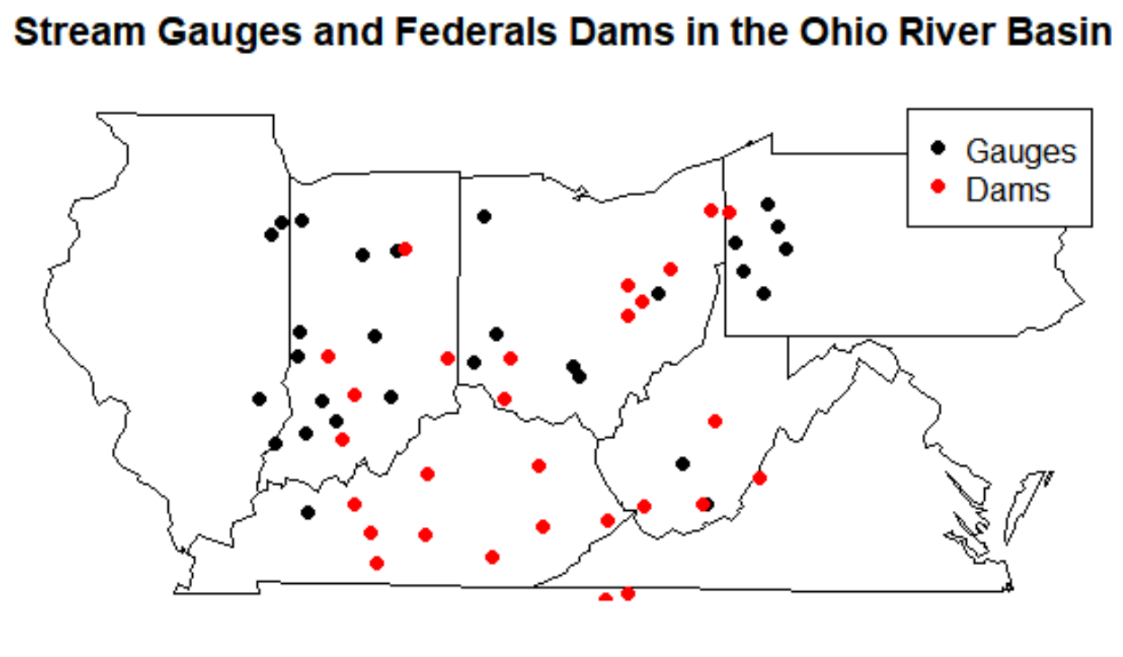 Stream Gauges and Federals Dams in the Ohio River Basin
Gauges
Dams